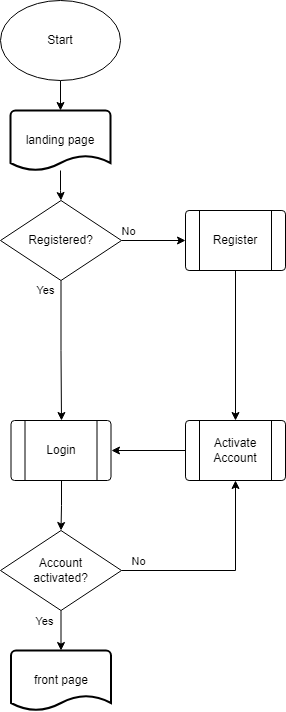 Start
landing page
Registered?
No
Register
Yes
Login
Activate
Account
Account
activated?
No
Yes
front page